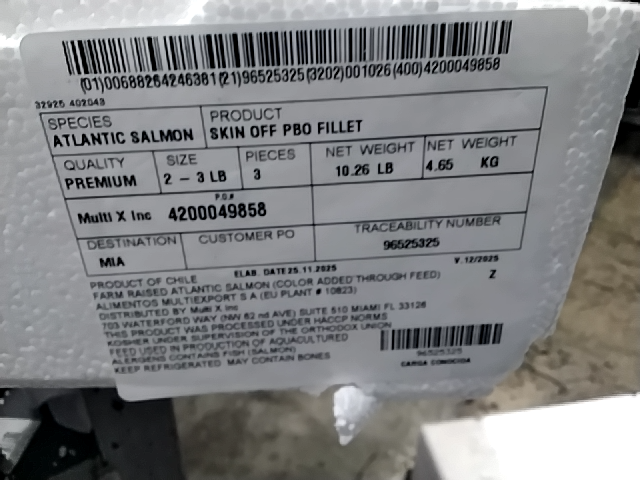 (01)00688264246381(21)96525325(3202)001026(400)4200049858
32925 402043
SPECIES PRODUCT
ATLANTIC SALMON SKIN OFF PBO FILLET
QUALITY SIZE PIECES NET WEIGHT NET WEIGHT
PREMIUM 2 - 3 LB 3 10.26 LB 4.65 KG
P.O.#
Multi X Inc 4200049858
DESTINATION CUSTOMER PO TRACEABILITY NUMBER
MIA 96525325
ELAB. DATE 25.11.2025 V.12/2025
PRODUCT OF CHILE Z
FARM RAISED ATLANTIC SALMON (COLOR ADDED THROUGH FEED)
ALIMENTOS MULTIEXPORT S A (EU PLANT # 10823)
DISTRIBUTED BY Multi X Inc
703 WATERFORD WAY (NW 62 nd AVE) SUITE 510 MIAMI FL 33126
THIS PRODUCT WAS PROCESSED UNDER HACCP NORMS
KOSHER UNDER SUPERVISION OF THE ORTHODOX UNION
FEED USED IN PRODUCTION OF AQUACULTURED
ALERGENS CONTAINS FISH (SALMON)
KEEP REFRIGERATED MAY CONTAIN BONES
96525325
CARGA CONOCIDA